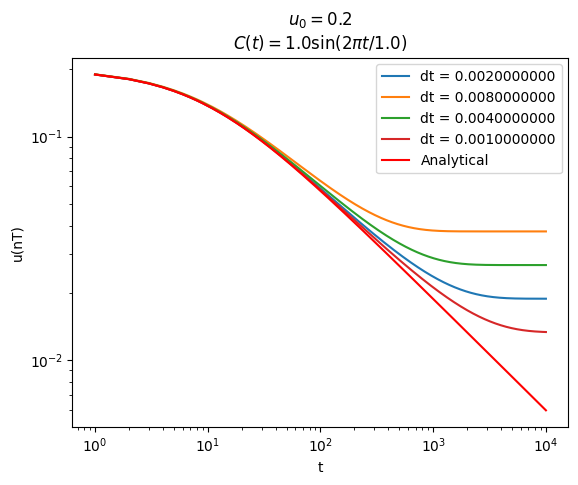 u₀ = 0.2
C(t) = 1.0sin(2πt/1.0)
dt = 0.0020000000
dt = 0.0080000000
dt = 0.0040000000
dt = 0.0010000000
Analytical
u(nT)
10⁻¹
10⁻²
10⁰ 10¹ 10² 10³ 10⁴
t